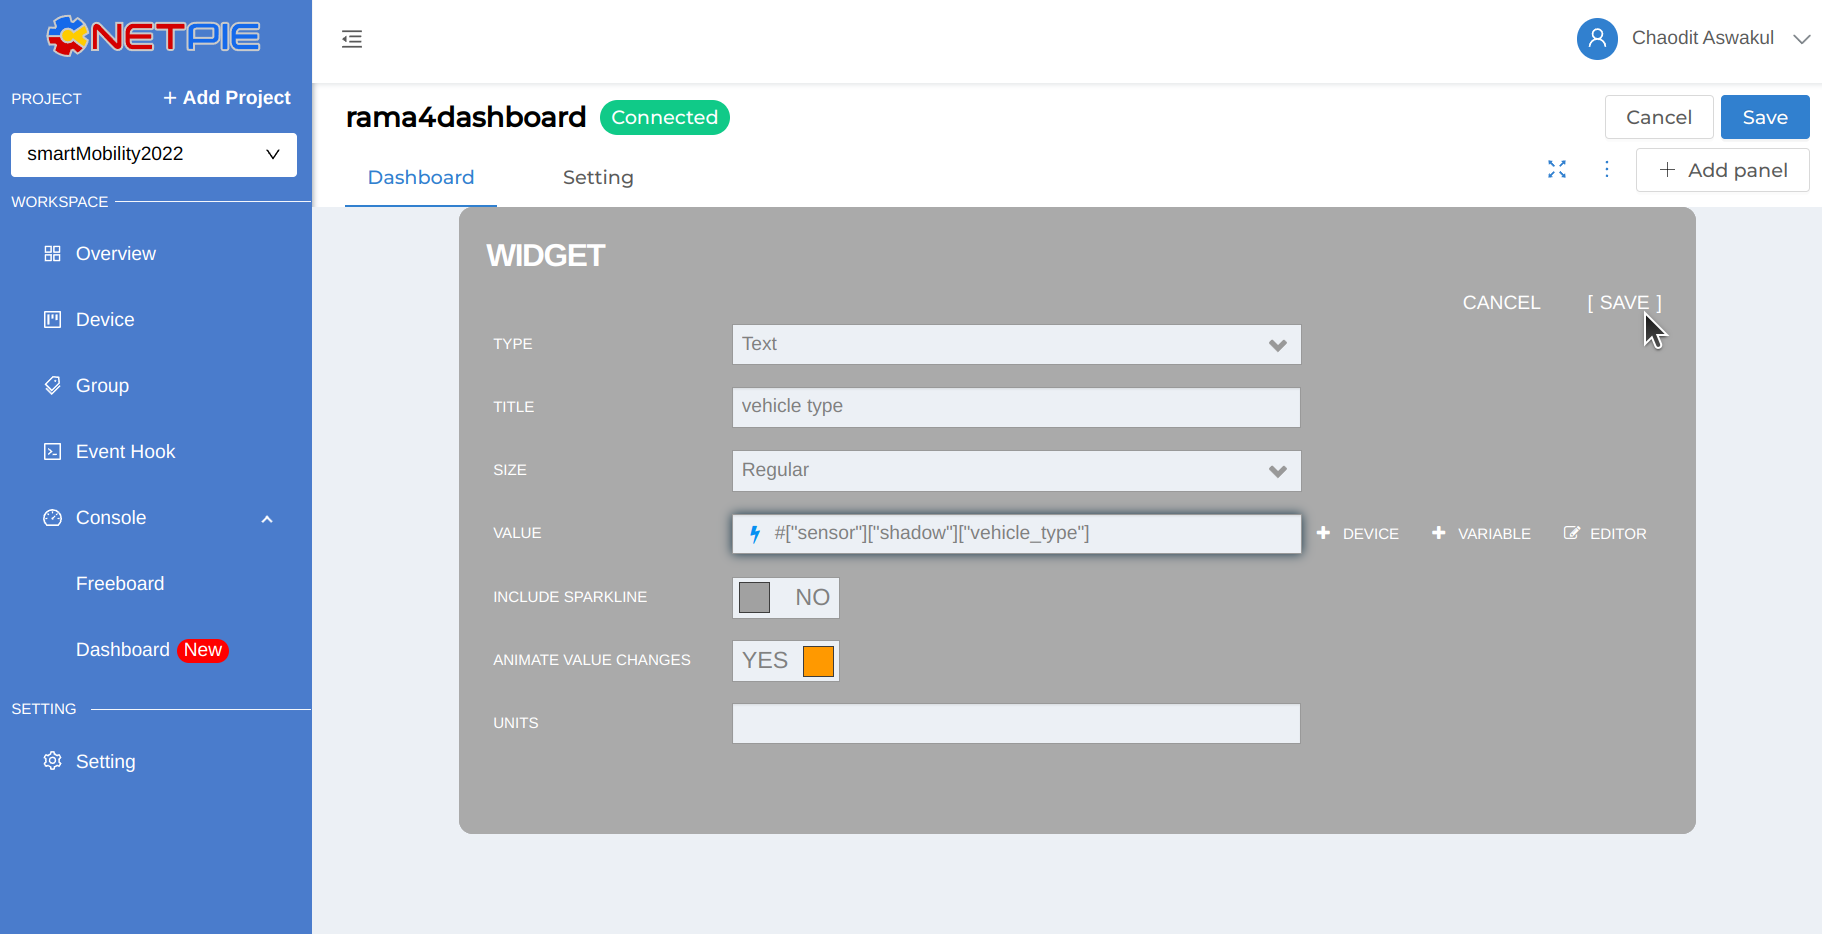 NETPIE
Chaodit Aswakul
PROJECT
+ Add Project
smartMobility2022
WORKSPACE
Overview
Device
Group
Event Hook
Console
Freeboard
Dashboard New
SETTING
Setting
rama4dashboard Connected
Cancel Save
Dashboard Setting
+ Add panel
WIDGET
CANCEL [ SAVE ]
TYPE Text
TITLE vehicle type
SIZE Regular
VALUE #["sensor"]["shadow"]["vehicle_type"] + DEVICE + VARIABLE EDITOR
INCLUDE SPARKLINE NO
ANIMATE VALUE CHANGES YES
UNITS